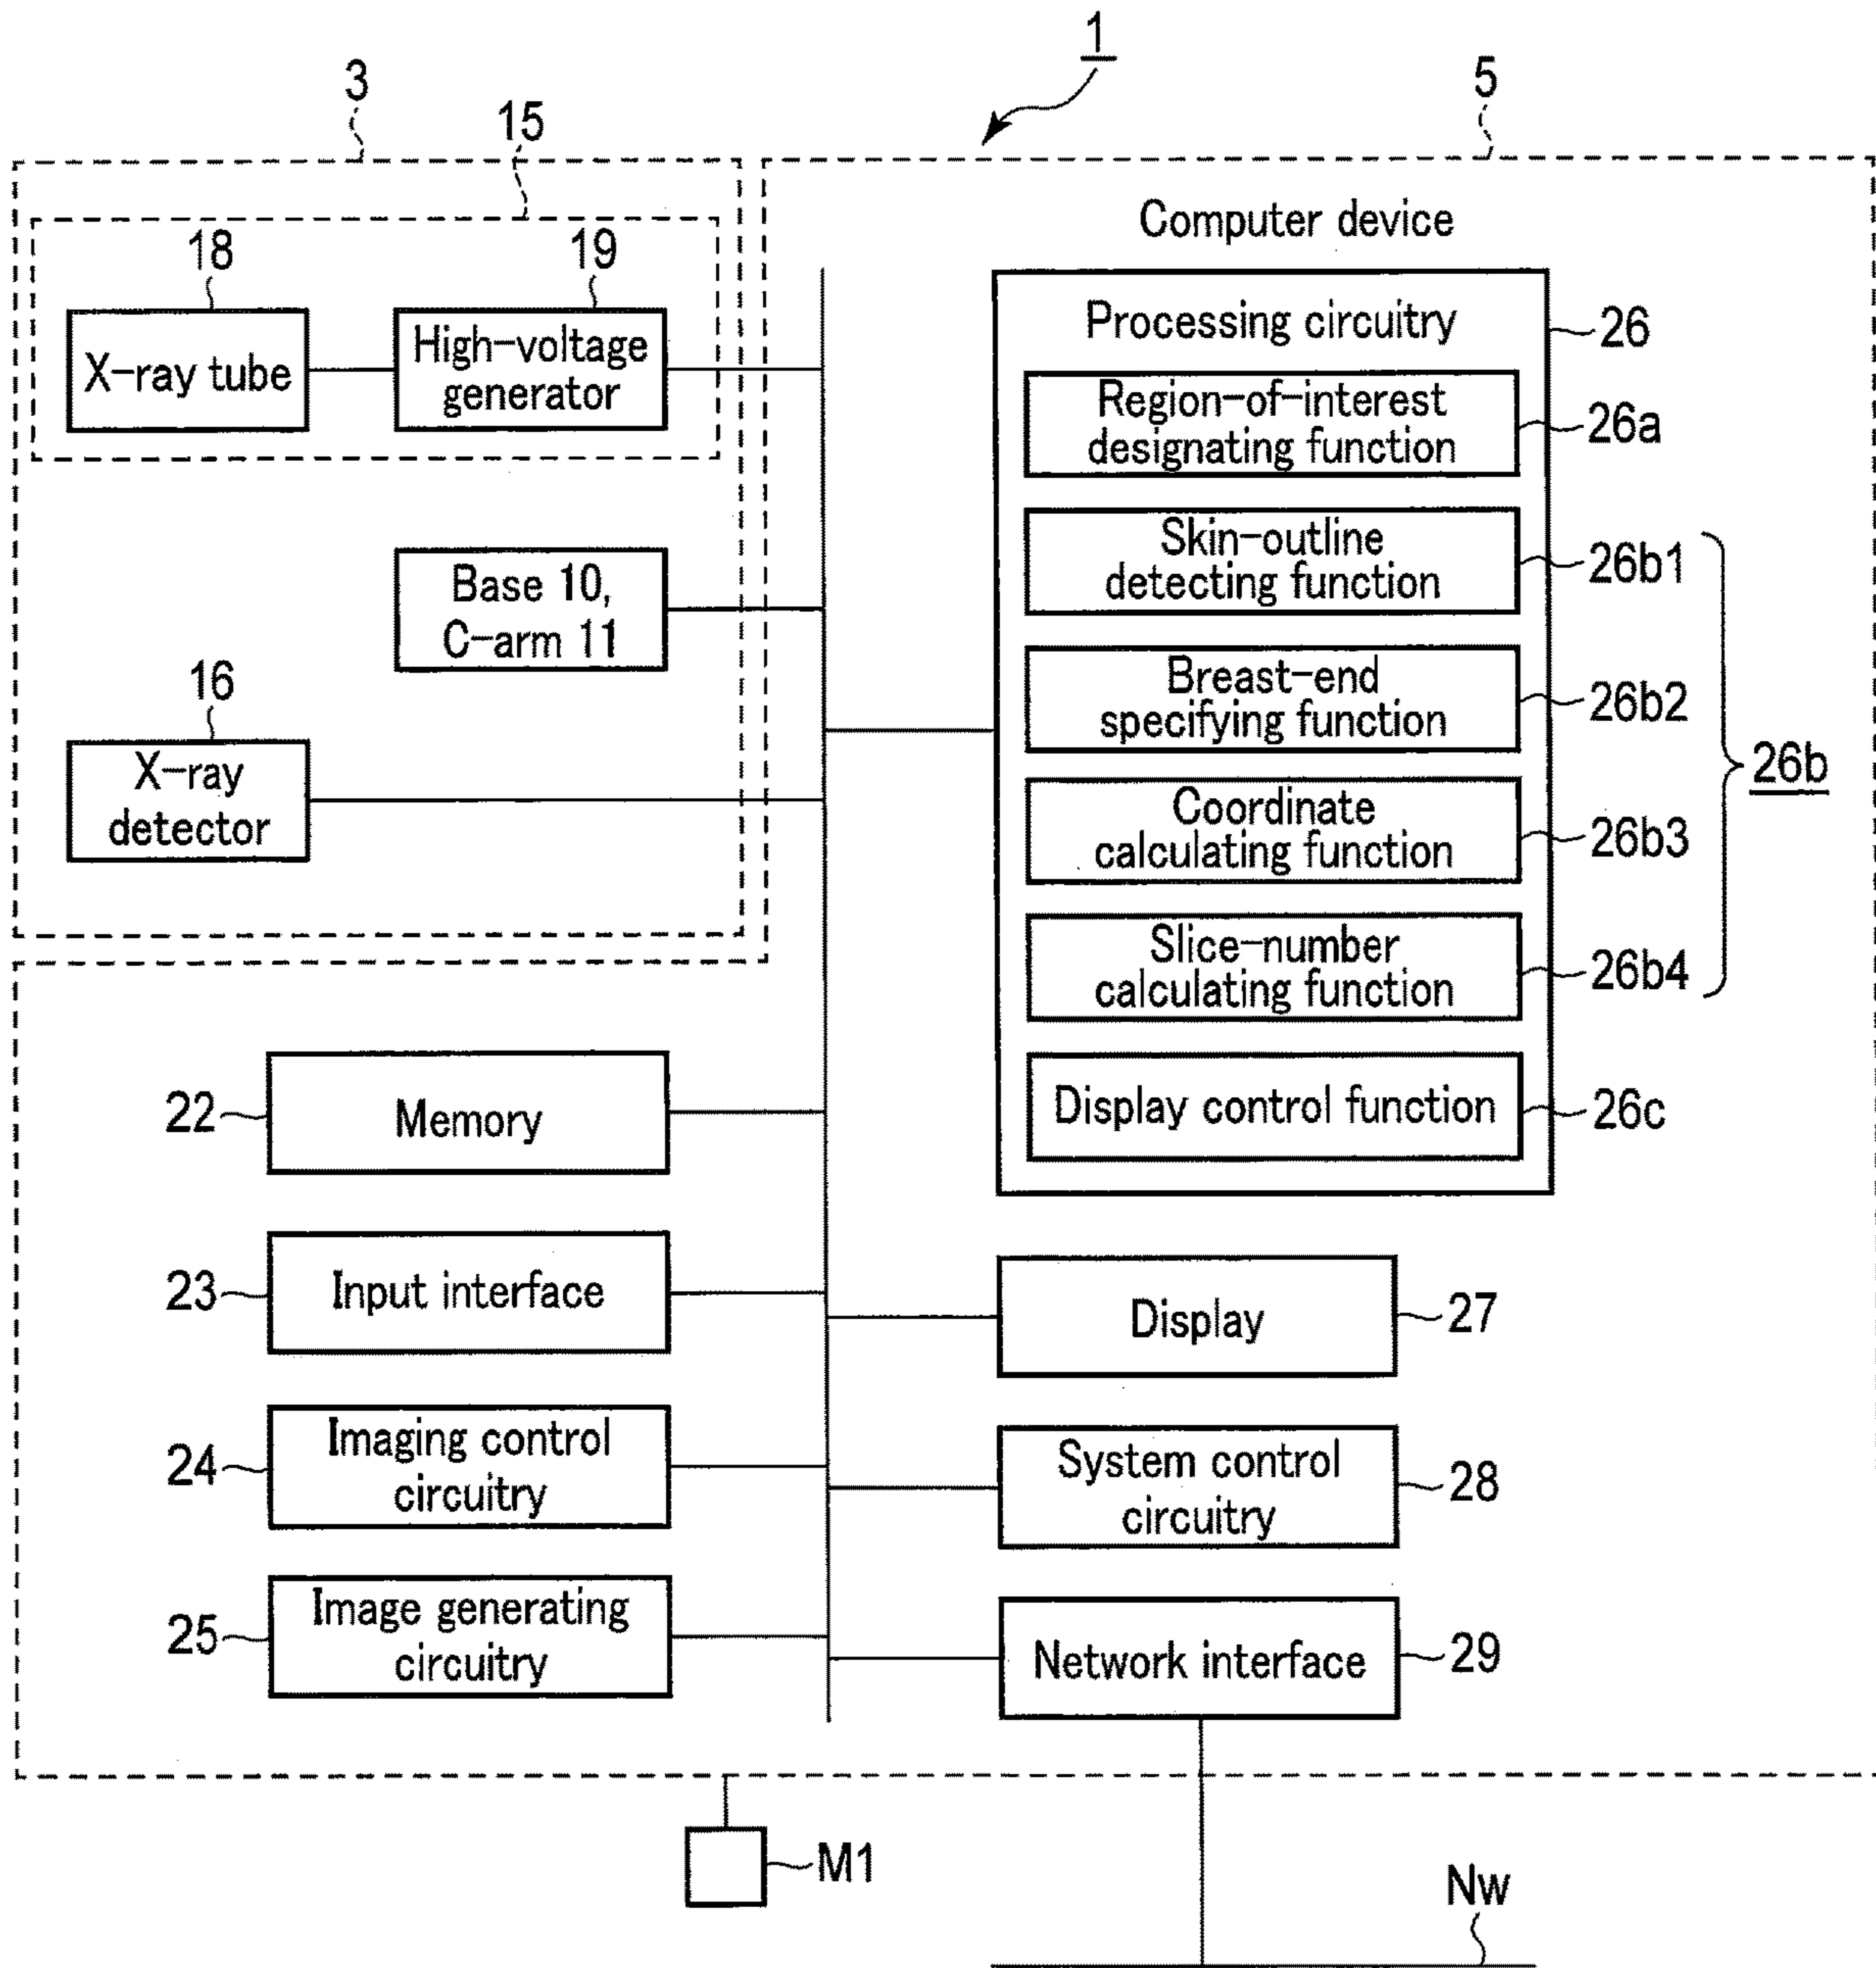 1
3
5
15
Computer device
18
19
X-ray tube
High-voltage
generator
Base 10,
C-arm 11
16
X-ray
detector
Processing circuitry
26
Region-of-interest
designating function
26a
Skin-outline
detecting function
26b1
Breast-end
specifying function
26b2
26b
Coordinate
calculating function
26b3
Slice-number
calculating function
26b4
Display control function
26c
22
Memory
23
Input interface
24
Imaging control
circuitry
25
Image generating
circuitry
Display
27
System control
circuitry
28
Network interface
29
M1
Nw